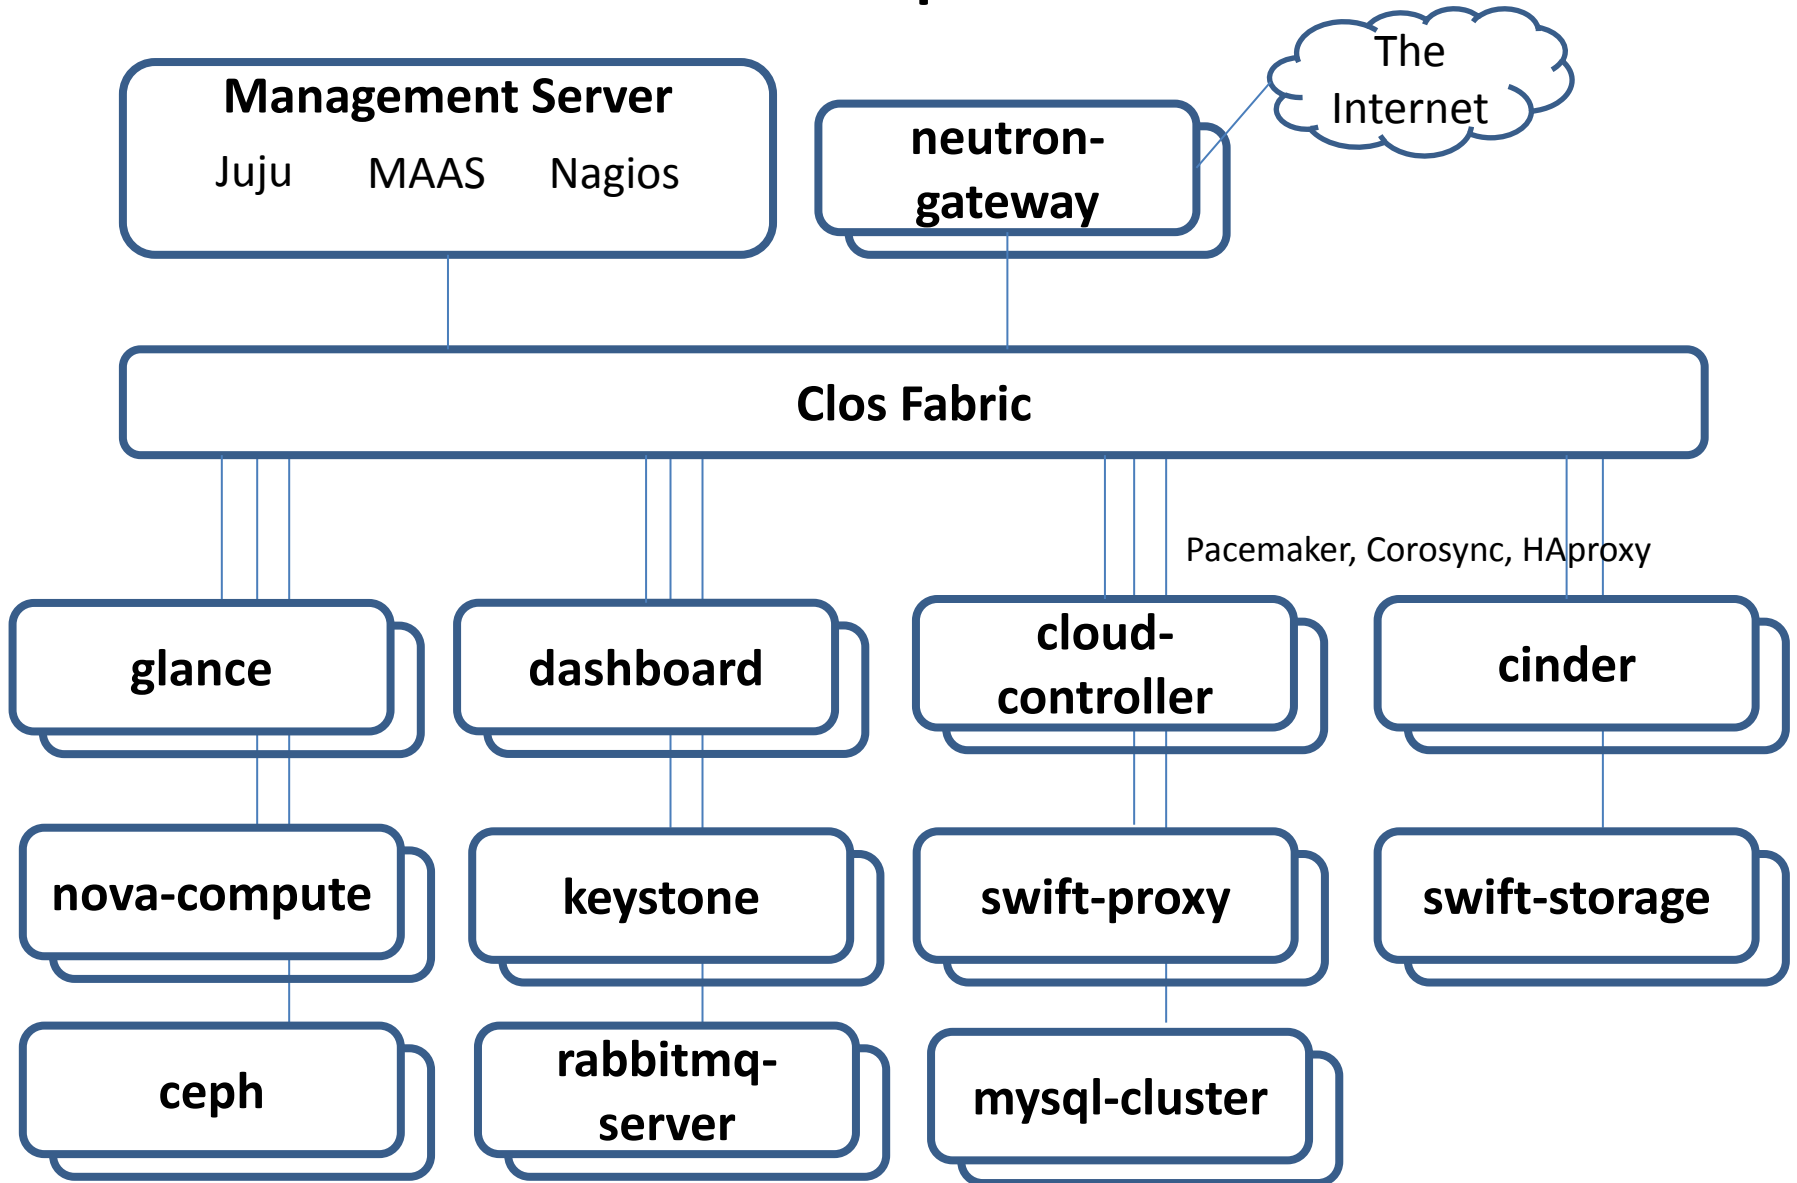 Management Server
Juju MAAS Nagios
neutron-
gateway
The
Internet
Clos Fabric
Pacemaker, Corosync, HAproxy
glance
dashboard
cloud-
controller
cinder
nova-compute
keystone
swift-proxy
swift-storage
ceph
rabbitmq-
server
mysql-cluster